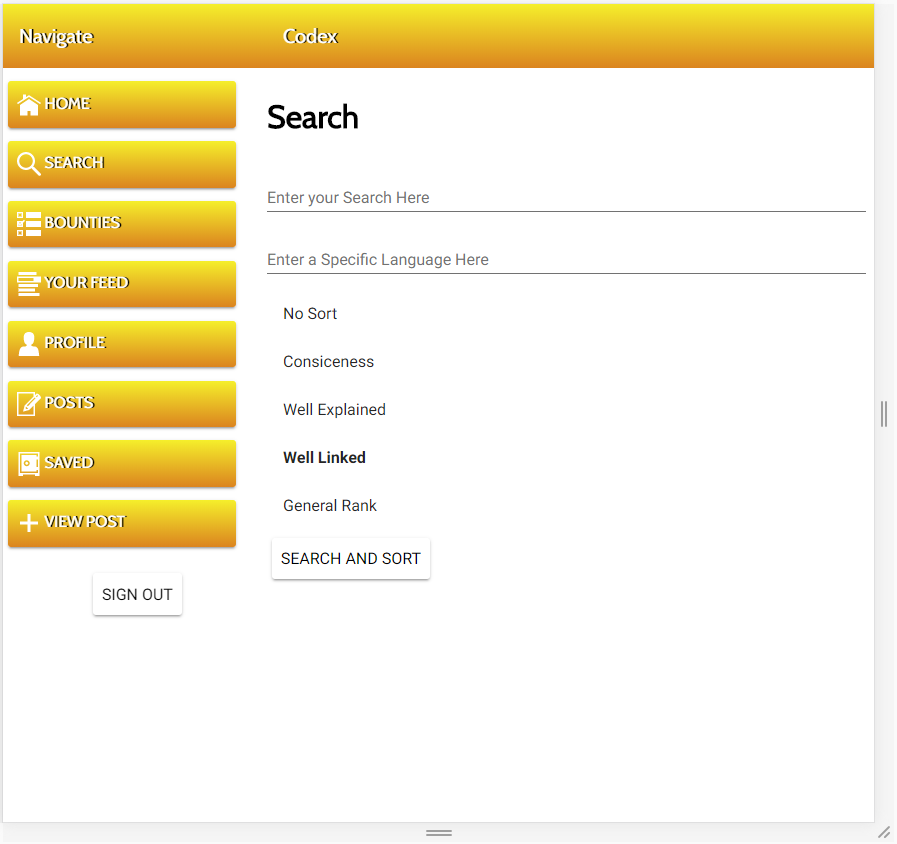 Navigate
Codex
HOME
SEARCH
BOUNTIES
YOUR FEED
PROFILE
POSTS
SAVED
VIEW POST
SIGN OUT
Search
Enter your Search Here
Enter a Specific Language Here
No Sort
Consiceness
Well Explained
Well Linked
General Rank
SEARCH AND SORT